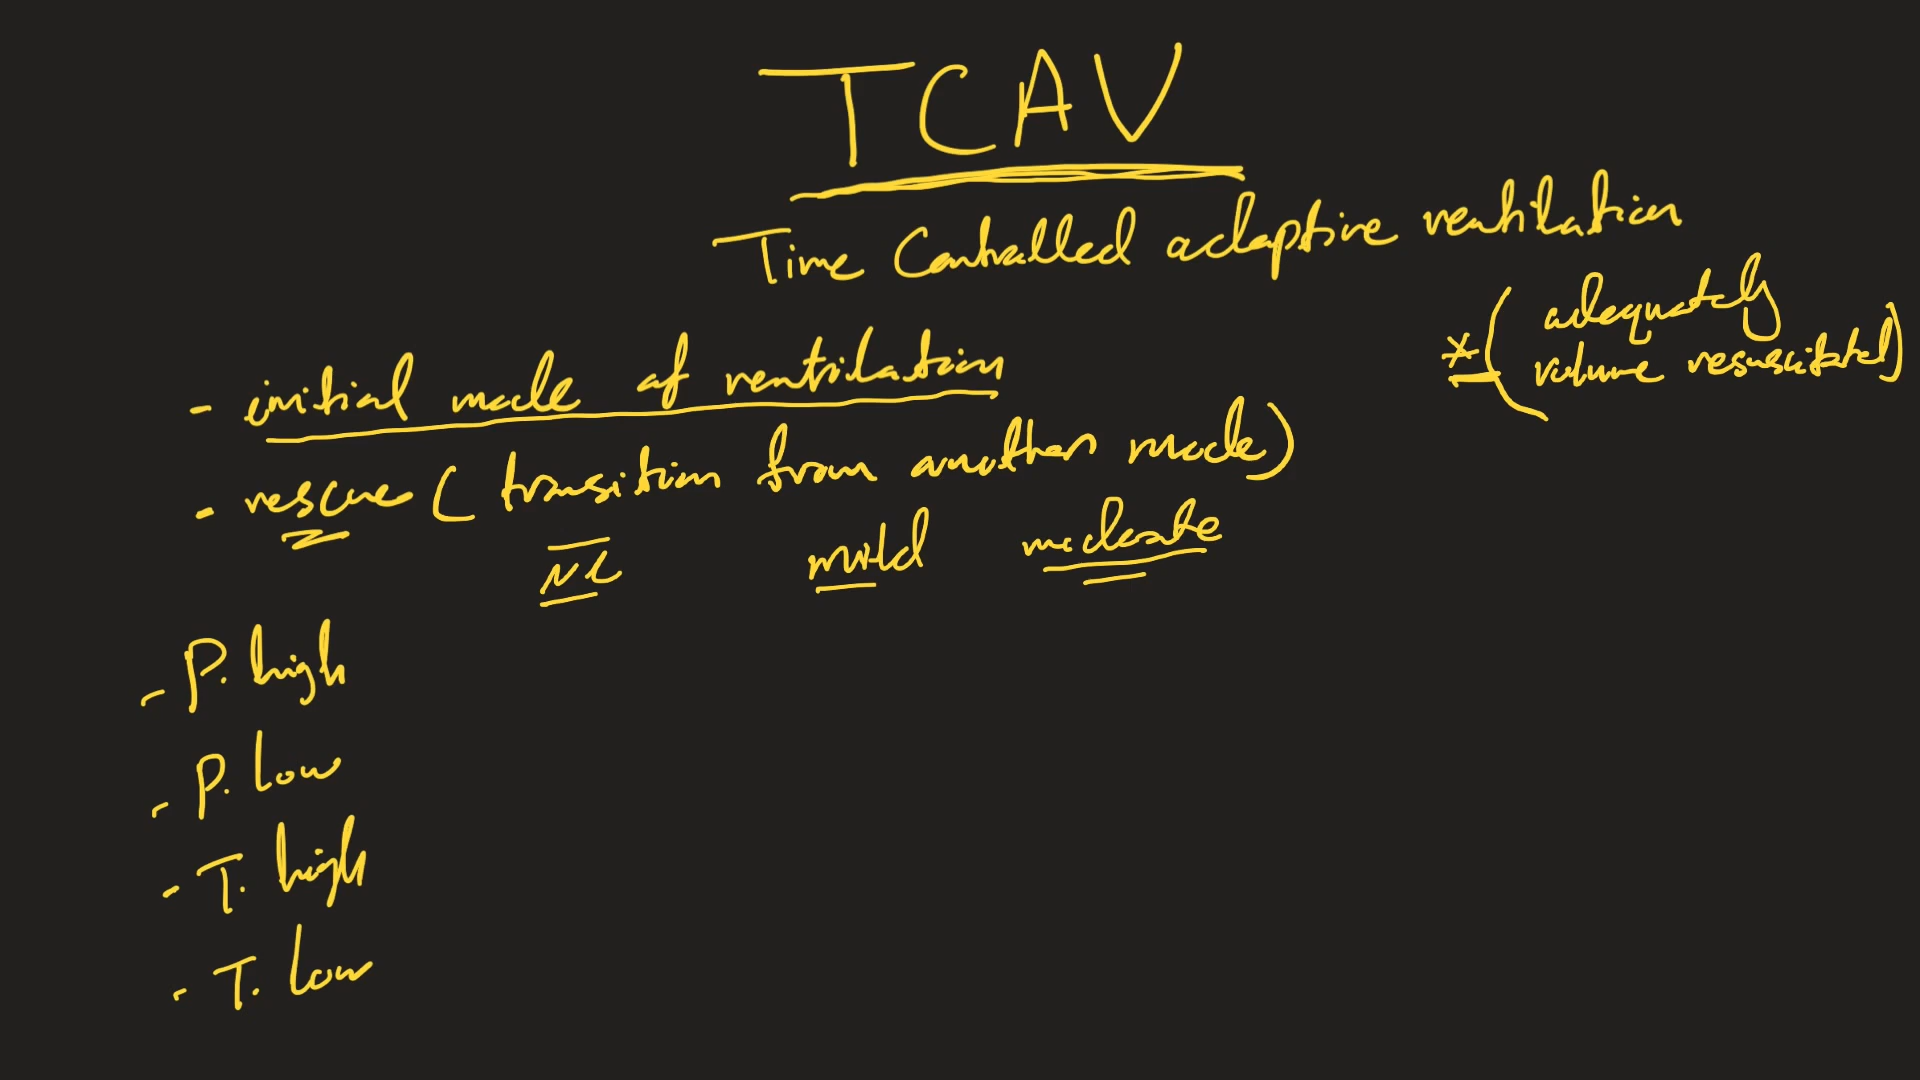 TCAV
Time Controlled adaptive ventilation
*( adequately
volume resuscitated)
- initial mode of ventilation
- rescue ( transition from another mode)
NL mild moderate
- P. high
- P. low
- T. high
- T. low